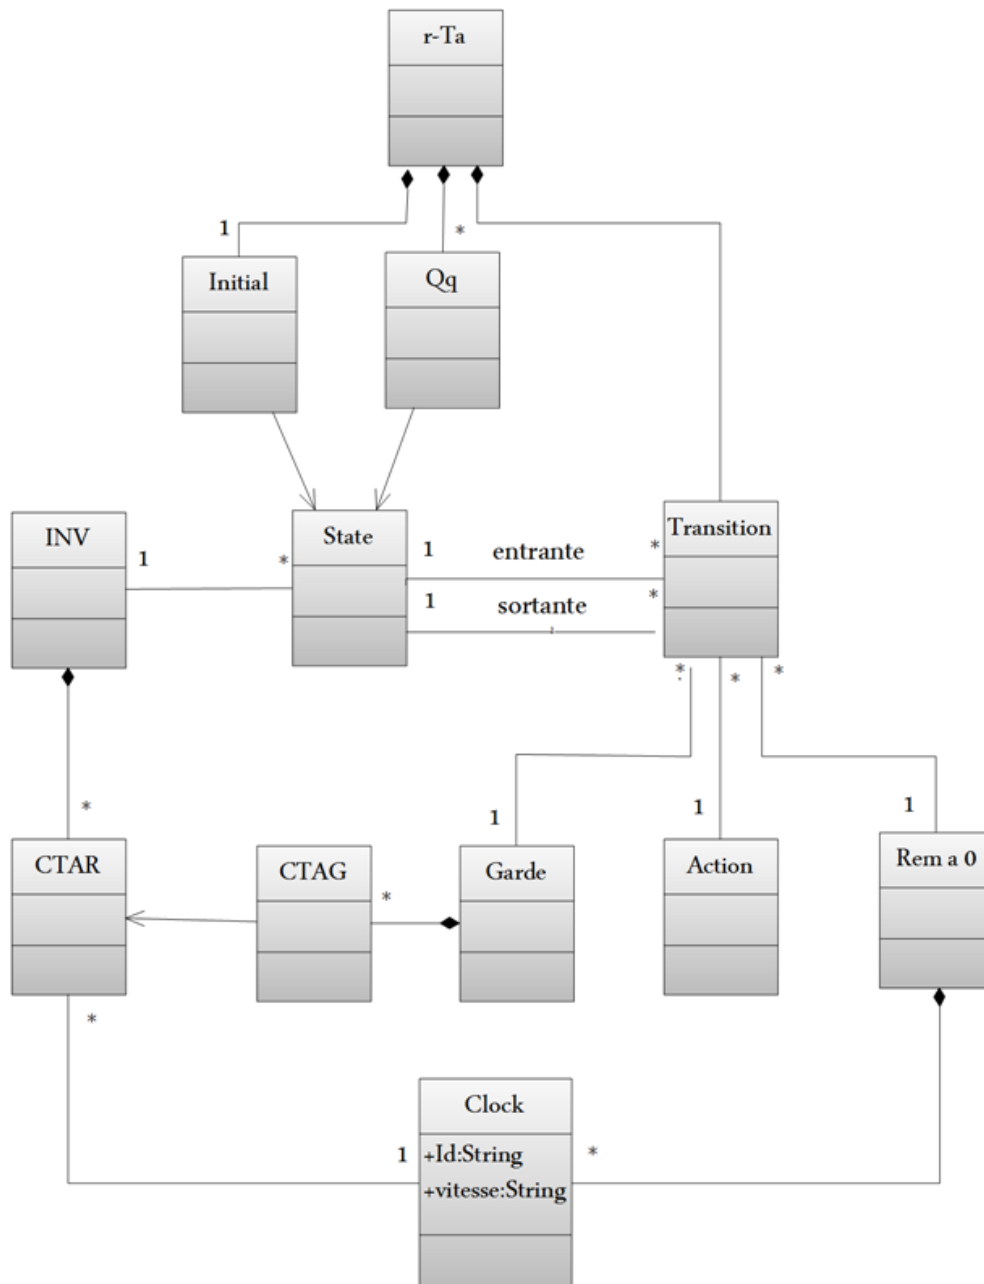 r-Ta
1
*
Initial
Qq
INV
State
Transition
1
*
1
entrante
*
1
sortante
*
*
*
*
*
1
1
1
CTAR
CTAG
*
Garde
Action
Rem a 0
*
Clock
1
+Id:String
*
+vitesse:String